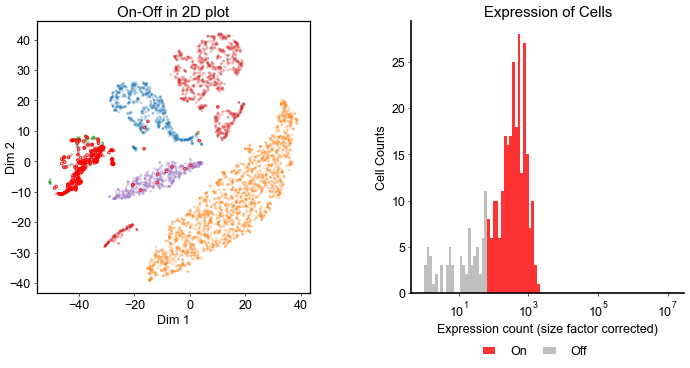 On-Off in 2D plot
40
30
20
10
0
−10
−20
−30
−40
Dim 2
−40 −20 0 20 40
Dim 1
Expression of Cells
25
20
15
10
5
0
Cell Counts
10^1 10^3 10^5 10^7
Expression count (size factor corrected)
On Off